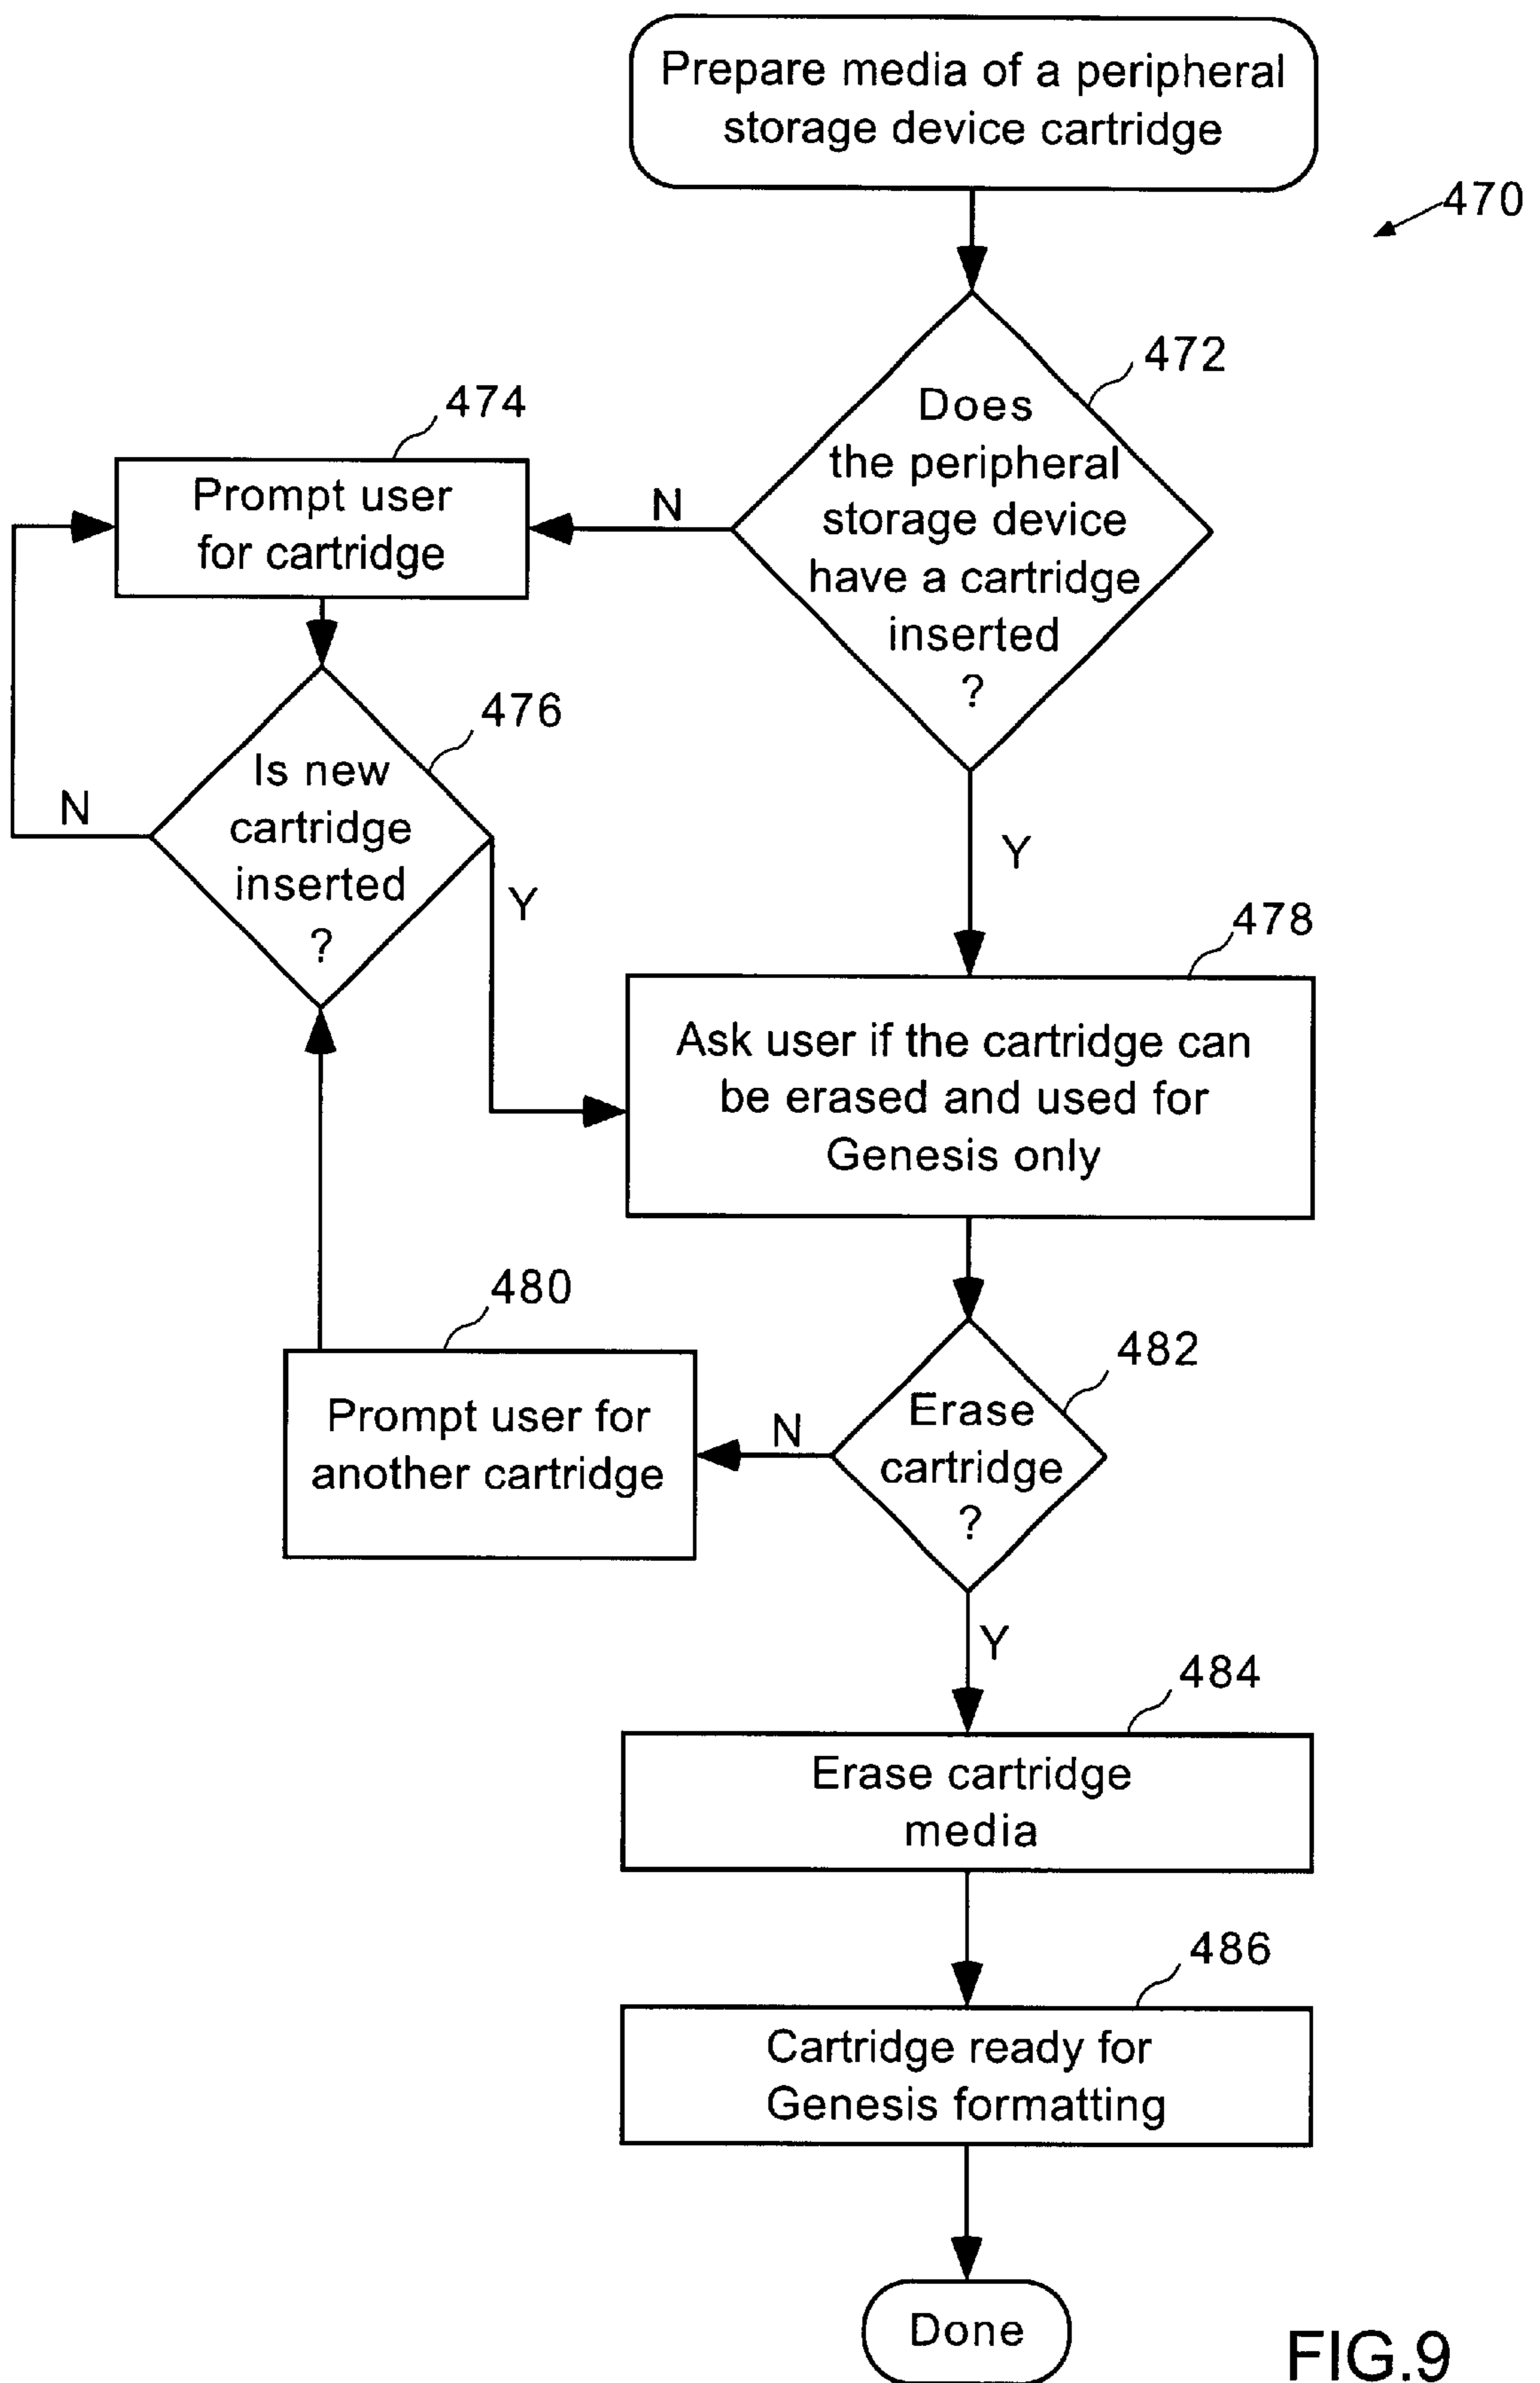 Prepare media of a peripheral
storage device cartridge
470
472
Does
the peripheral
storage device
have a cartridge
inserted
?
N
474
Prompt user
for cartridge
476
Is new
cartridge
inserted
?
N
Y
Y
478
Ask user if the cartridge can
be erased and used for
Genesis only
480
Prompt user for
another cartridge
482
Erase
cartridge
?
N
Y
484
Erase cartridge
media
486
Cartridge ready for
Genesis formatting
Done
FIG.9